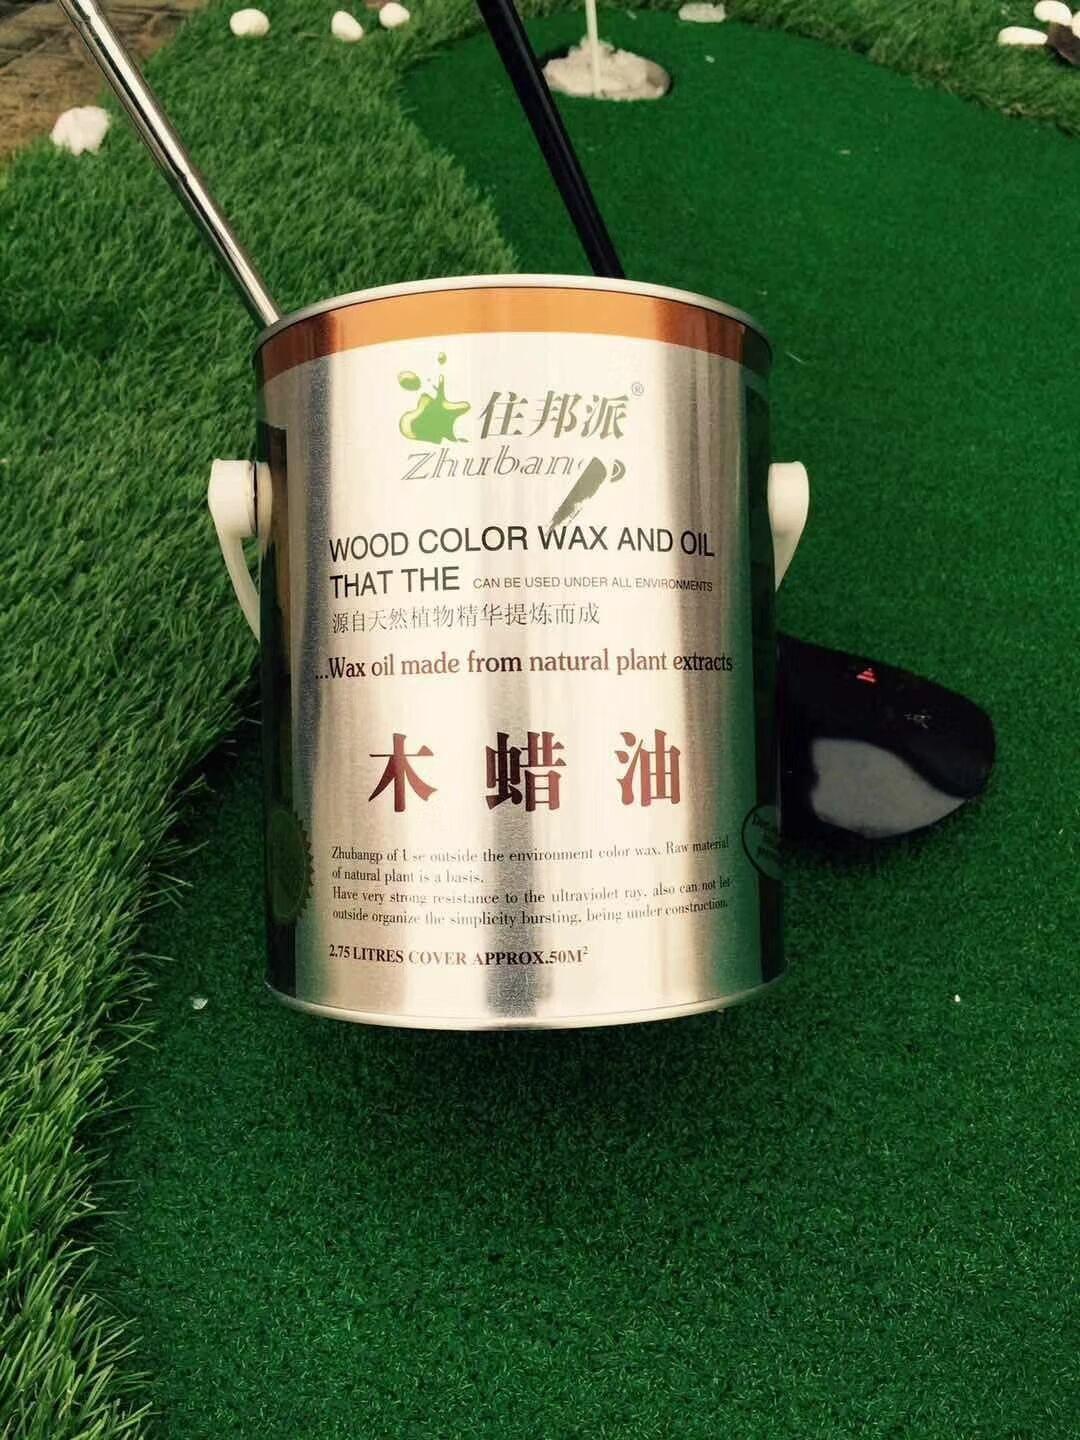 住邦派®
Zhubang
WOOD COLOR WAX AND OIL
THAT THE CAN BE USED UNDER ALL ENVIRONMENTS
源自天然植物精华提炼而成
...Wax oil made from natural plant extracts
木 蜡 油
Zhubangp of Use outside the environment color wax. Raw material
of natural plant is a basis.
Have very strong resistance to the ultraviolet ray, also can not let
outside organize the simplicity bursting, being under construction.
2.75 LITRES COVER APPROX.50M²